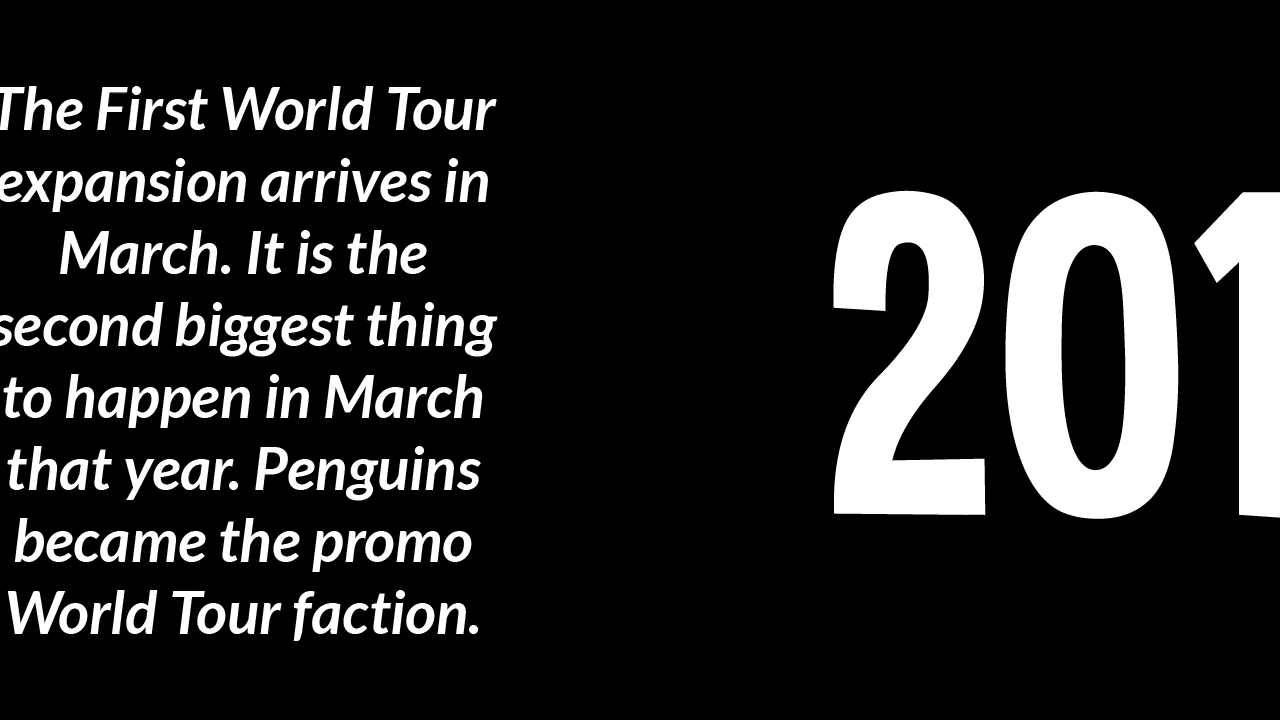 The First World Tour
expansion arrives in
March. It is the
second biggest thing
to happen in March
that year. Penguins
became the promo
World Tour faction.
201